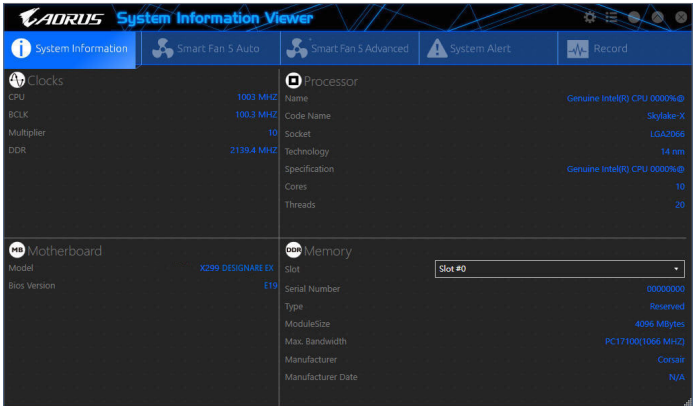 AORUS System Information Viewer
System Information
Smart Fan 5 Auto
Smart Fan 5 Advanced
System Alert
Record
Clocks
CPU 1003 MHZ
BCLK 100.3 MHZ
Multiplier 10
DDR 2139.4 MHZ
Processor
Name Genuine Intel(R) CPU 0000%@
Code Name Skylake-X
Socket LGA2066
Technology 14 nm
Specification Genuine Intel(R) CPU 0000%@
Cores 10
Threads 20
MB Motherboard
Model X299 DESIGNARE EX
Bios Version E19
DDR Memory
Slot Slot #0
Serial Number 00000000
Type Reserved
ModuleSize 4096 MBytes
Max. Bandwidth PC17100(1066 MHZ)
Manufacturer Corsair
Manufacturer Date N/A